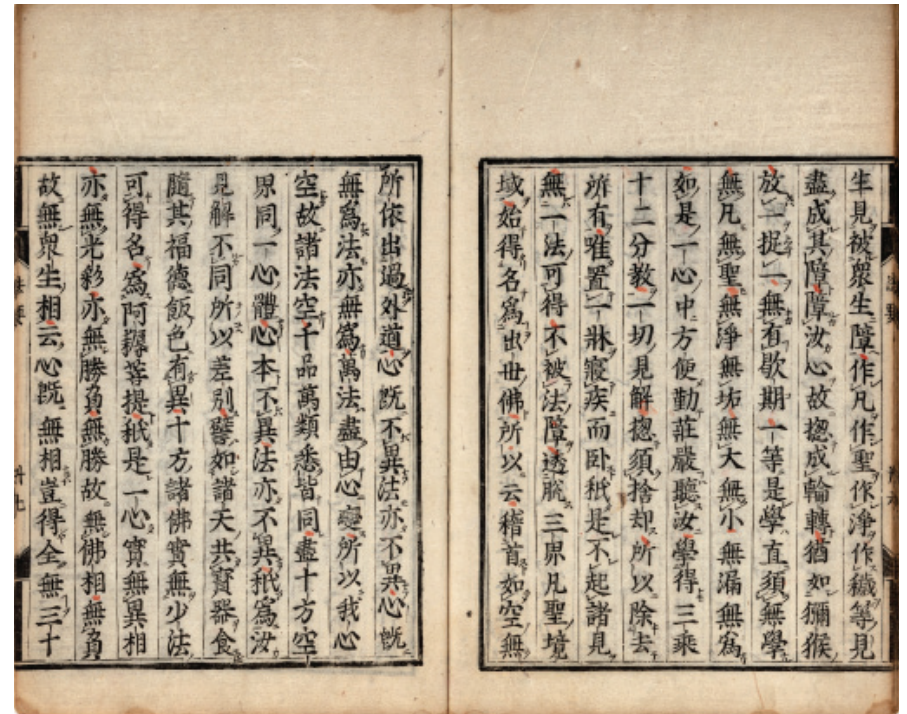 生見被衆生障作凡作聖作淨作穢等見
盡成其障障汝心故揔成輪轉猶如獼猴
放一捉一無有歇期一等是學直須無學
無凡無聖無淨無垢無大無小無漏無爲
如是一心中方便勤莊嚴聽汝學得三乘
十二分教一切見解揔須捨却所以除去
所有唯置一牀寢疾而卧秖是不起諸見
無一法可得不被法障透脫三界凡聖境
域始得名爲出世佛所以云稽首如空無
所依出過外道心旣不異法亦不異心旣
無爲法亦無爲萬法盡由心變所以我心
空故諸法空千品萬類悉皆同盡十方空
界同一心體心本不異法亦不異秖爲汝
見解不同所以差別譬如諸天共寳器食
隨其福德飯色有異十方諸佛實無少法
可得名爲阿耨菩提秖是一心實無異相
亦無光彩亦無勝負無勝故無佛相無負
故無衆生相云心旣無相豈得全無三十